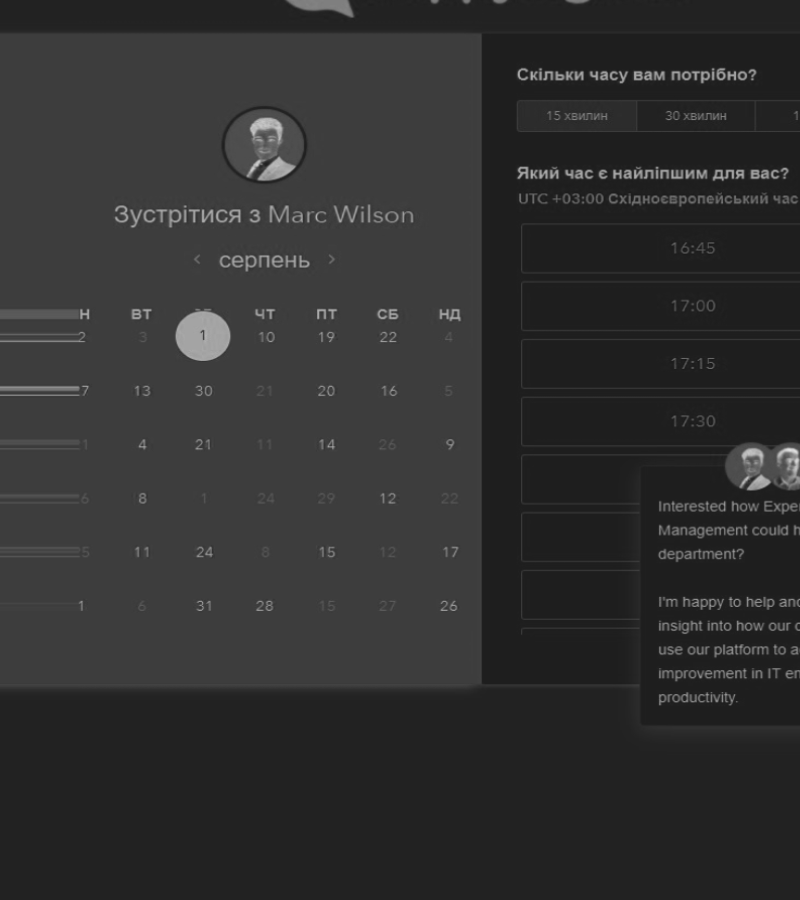 Зустрітися з Marc Wilson
‹ серпень ›
Н ВТ ЧТ ПТ СБ НД
2 3 1 10 19 22 4
7 13 30 21 20 16 5
1 4 21 11 14 26 9
6 8 1 24 29 12 22
5 11 24 8 15 12 17
1 6 31 28 15 27 26
Скільки часу вам потрібно?
15 хвилин 30 хвилин 1
Який час є найліпшим для вас?
UTC +03:00 Східноєвропейський час
16:45
17:00
17:15
17:30
Interested how Exper
Management could h
department?
I'm happy to help and
insight into how our c
use our platform to a
improvement in IT en
productivity.